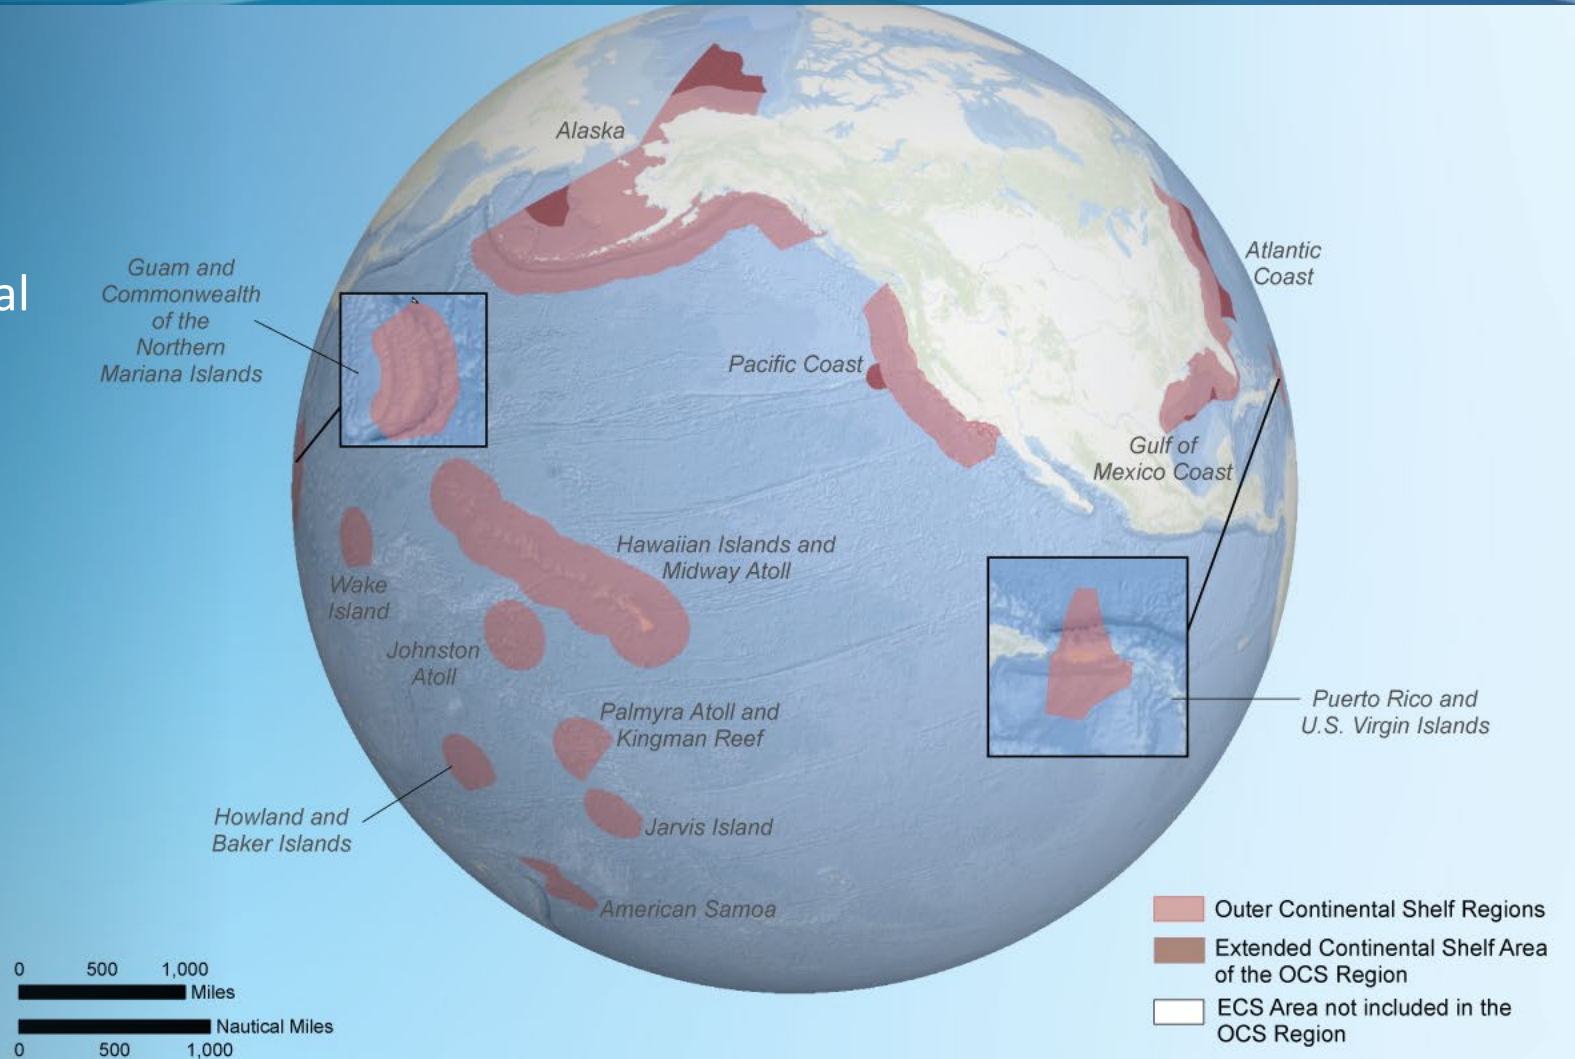 Alaska
al
Guam and
Commonwealth
of the
Northern
Mariana Islands
Atlantic
Coast
Pacific Coast
Gulf of
Mexico Coast
Hawaiian Islands and
Midway Atoll
Wake
Island
Johnston
Atoll
Palmyra Atoll and
Kingman Reef
Puerto Rico and
U.S. Virgin Islands
Howland and
Baker Islands
Jarvis Island
American Samoa
Outer Continental Shelf Regions
Extended Continental Shelf Area
of the OCS Region
ECS Area not included in the
OCS Region
0 500 1,000
Miles
Nautical Miles
0 500 1,000